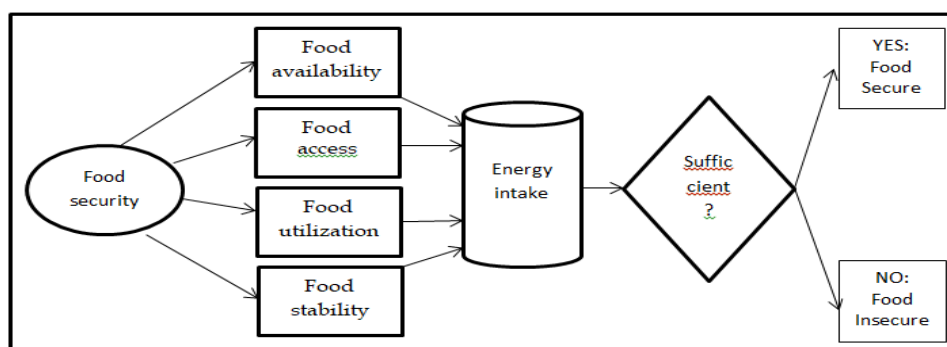 Food
security
Food
availability
Food
access
Food
utilization
Food
stability
Energy
intake
Suffic
cient
?
YES:
Food
Secure
NO:
Food
Insecure